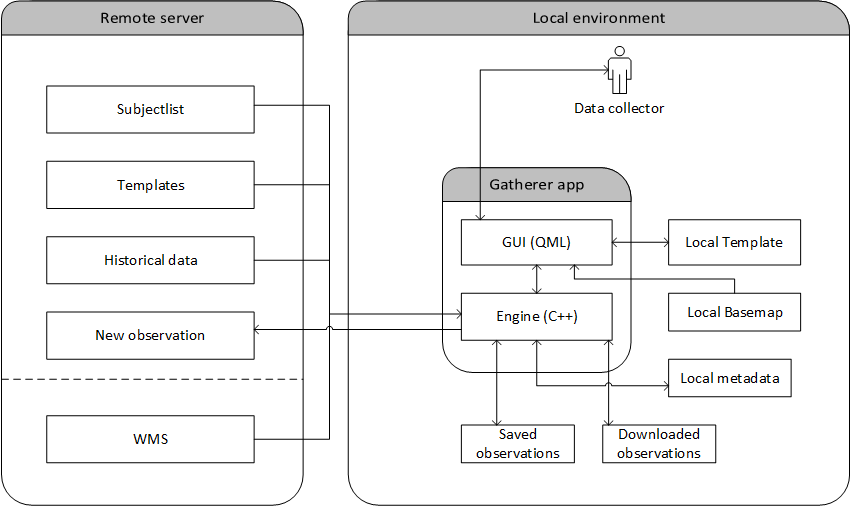 Remote server
Local environment
Subjectlist
Templates
Historical data
New observation
WMS
Data collector
Gatherer app
GUI (QML)
Engine (C++)
Local Template
Local Basemap
Local metadata
Saved
observations
Downloaded
observations